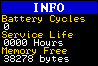 INFO
Battery Cycles
0
Service Life
0000 Hours
Memory Free
38278 bytes